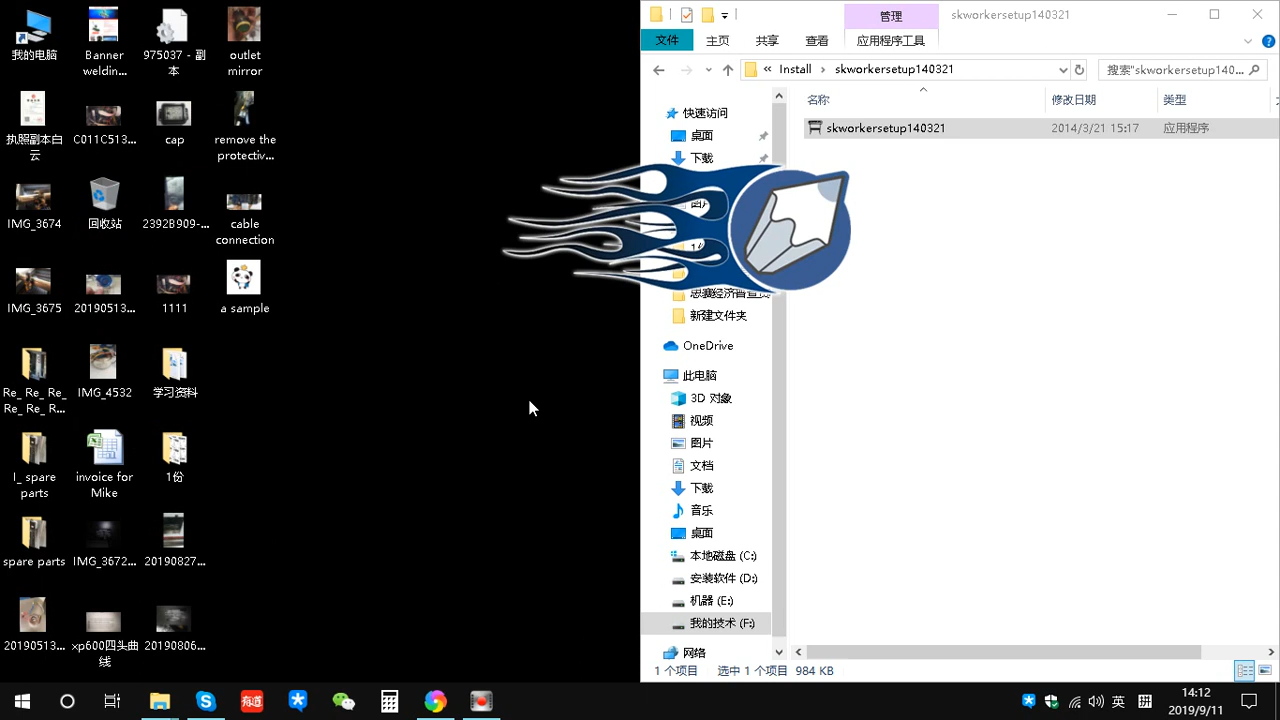 我的电脑
Banner
weldin...
975037 - 副
本
outlet
mirror
执照副本白
云
C011C513...
cap
remove the
protectiv...
IMG_3674
回收站
2392B909-...
cable
connection
IMG_3675
20190513...
1111
a sample
Re_ Re_ Re_
Re_ Re_ R...
IMG_4532
学习资料
I_ spare
parts
invoice for
Mike
1份
spare parts
IMG_3672...
20190827...
20190513...
xp600四头曲
线
20190806...
管理
skworkersetup140321
文件
主页
共享
查看
应用程序工具
« Install › skworkersetup140321
搜索"skworkersetup140...
名称
修改日期
类型
skworkersetup140321
2014/3/21 15:17
应用程序
快速访问
桌面
下载
新建文件夹
OneDrive
此电脑
3D 对象
视频
图片
文档
下载
音乐
桌面
本地磁盘 (C:)
安装软件 (D:)
机器 (E:)
我的技术 (F:)
网络
1 个项目
选中 1 个项目 984 KB
有道
英
14:12
2019/9/11